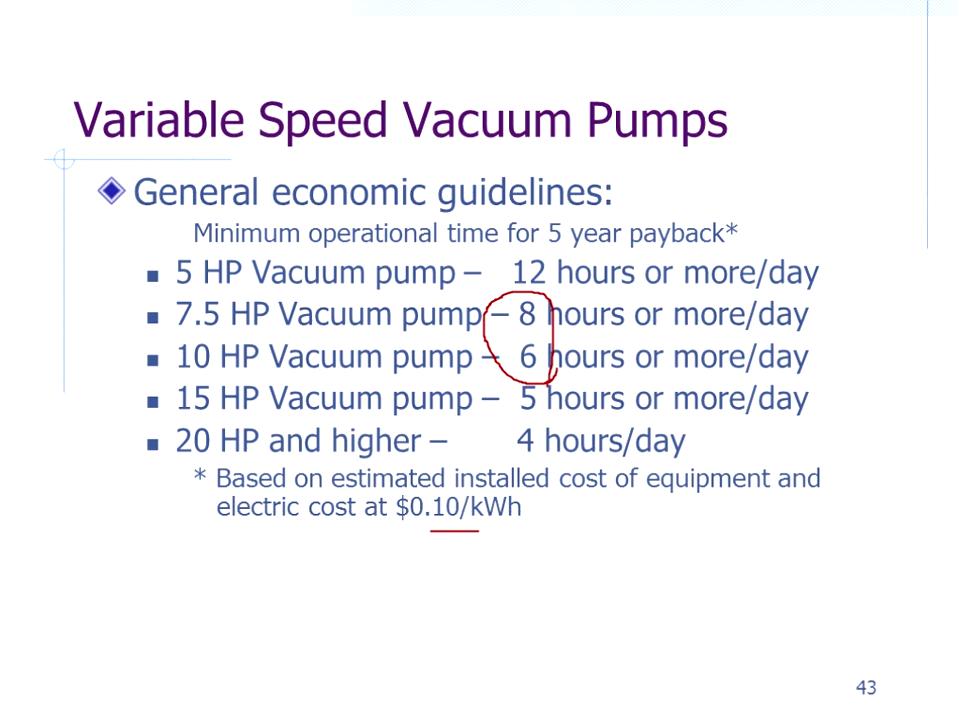 Variable Speed Vacuum Pumps
General economic guidelines:
Minimum operational time for 5 year payback*
5 HP Vacuum pump – 12 hours or more/day
7.5 HP Vacuum pump – 8 hours or more/day
10 HP Vacuum pump – 6 hours or more/day
15 HP Vacuum pump – 5 hours or more/day
20 HP and higher – 4 hours/day
* Based on estimated installed cost of equipment and
electric cost at $0.10/kWh
43